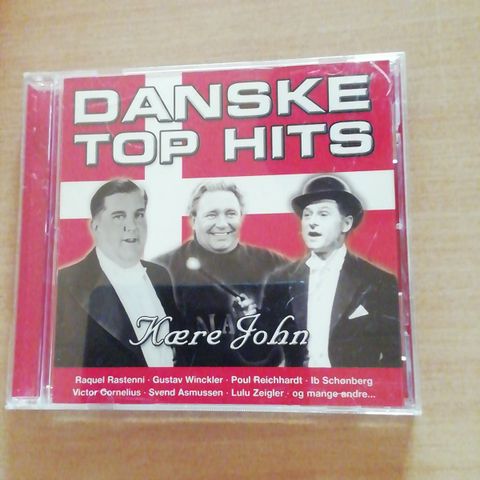 DANSKE
TOP HITS
Kære John
Raquel Rastenni · Gustav Winckler · Poul Reichhardt · Ib Schønberg
Victor Cornelius · Svend Asmussen · Lulu Zeigler · og mange andre...